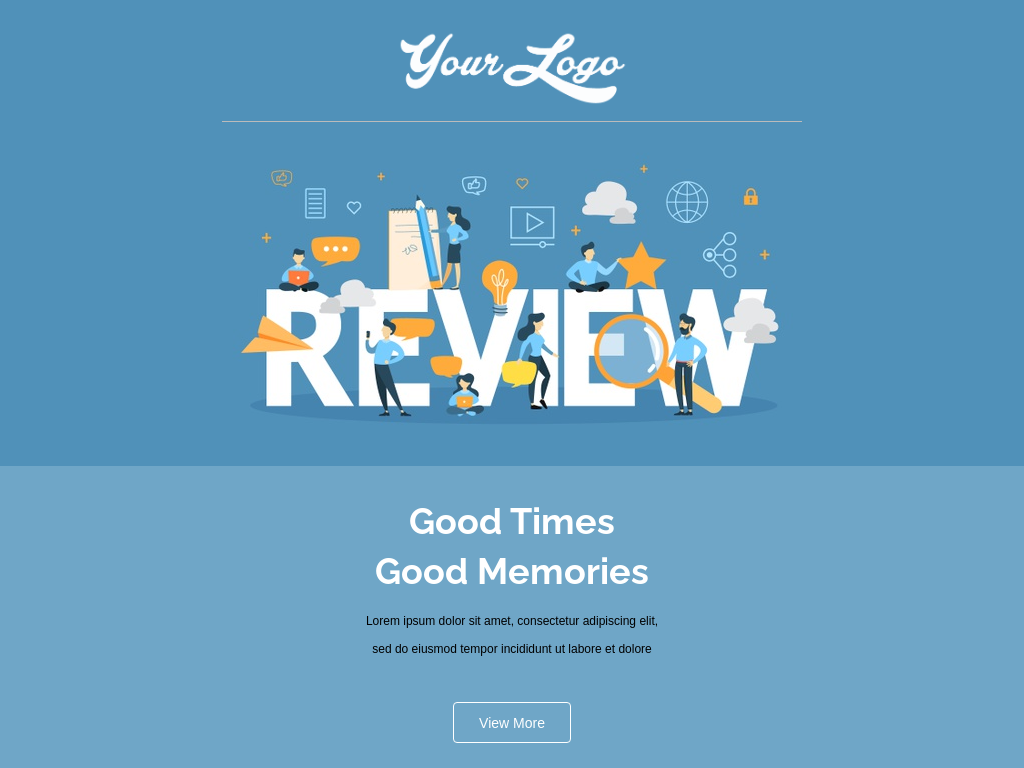 Your Logo
REVIEW
Good Times
Good Memories
Lorem ipsum dolor sit amet, consectetur adipiscing elit,
sed do eiusmod tempor incididunt ut labore et dolore
View More